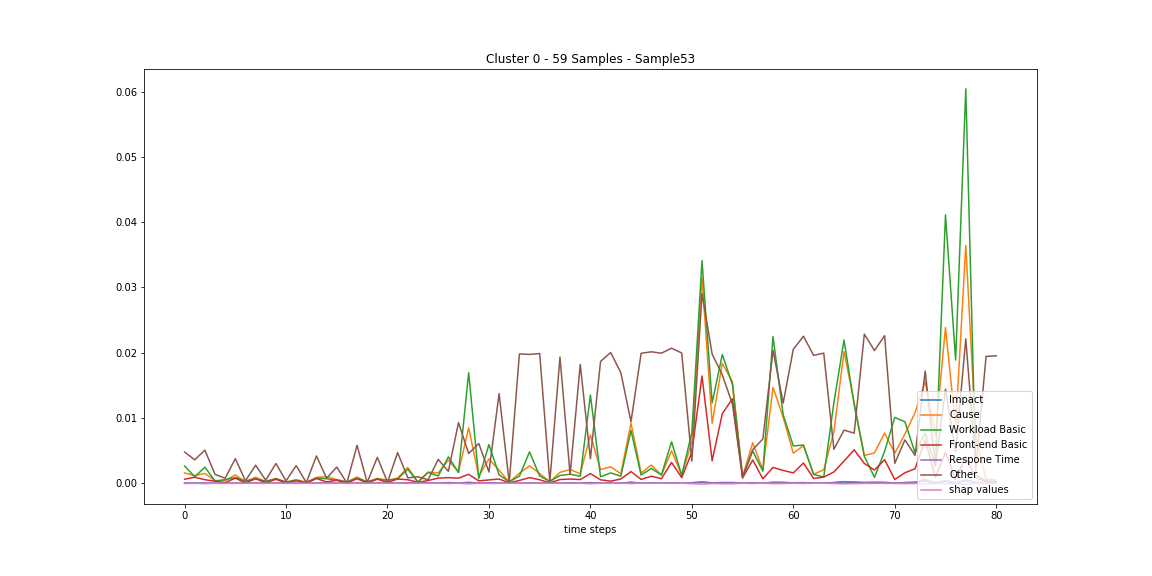 Cluster 0 - 59 Samples - Sample53
0.06
0.05
0.04
0.03
0.02
0.01
0.00
Impact
Cause
Workload Basic
Front-end Basic
Respone Time
Other
shap values
0 10 20 30 40 50 60 70 80
time steps